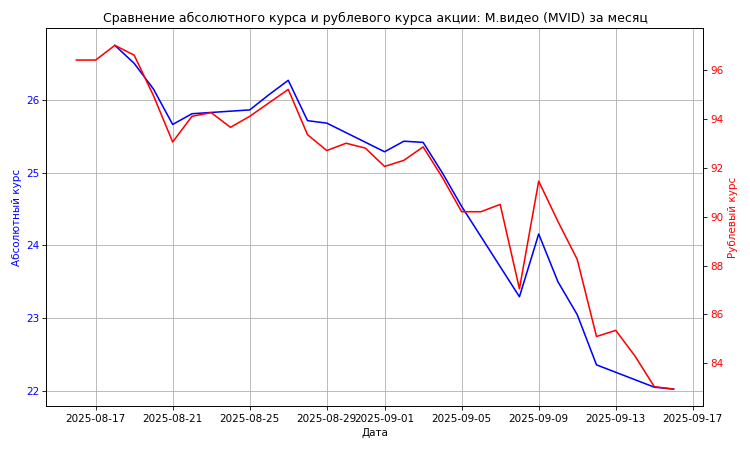 Сравнение абсолютного курса и рублевого курса акции: М.видео (MVID) за месяц
Абсолютный курс
26
25
24
23
22
96
94
92
90
88
86
84
Рублевый курс
2025-08-17 2025-08-21 2025-08-25 2025-08-29 2025-09-01 2025-09-05 2025-09-09 2025-09-13 2025-09-17
Дата